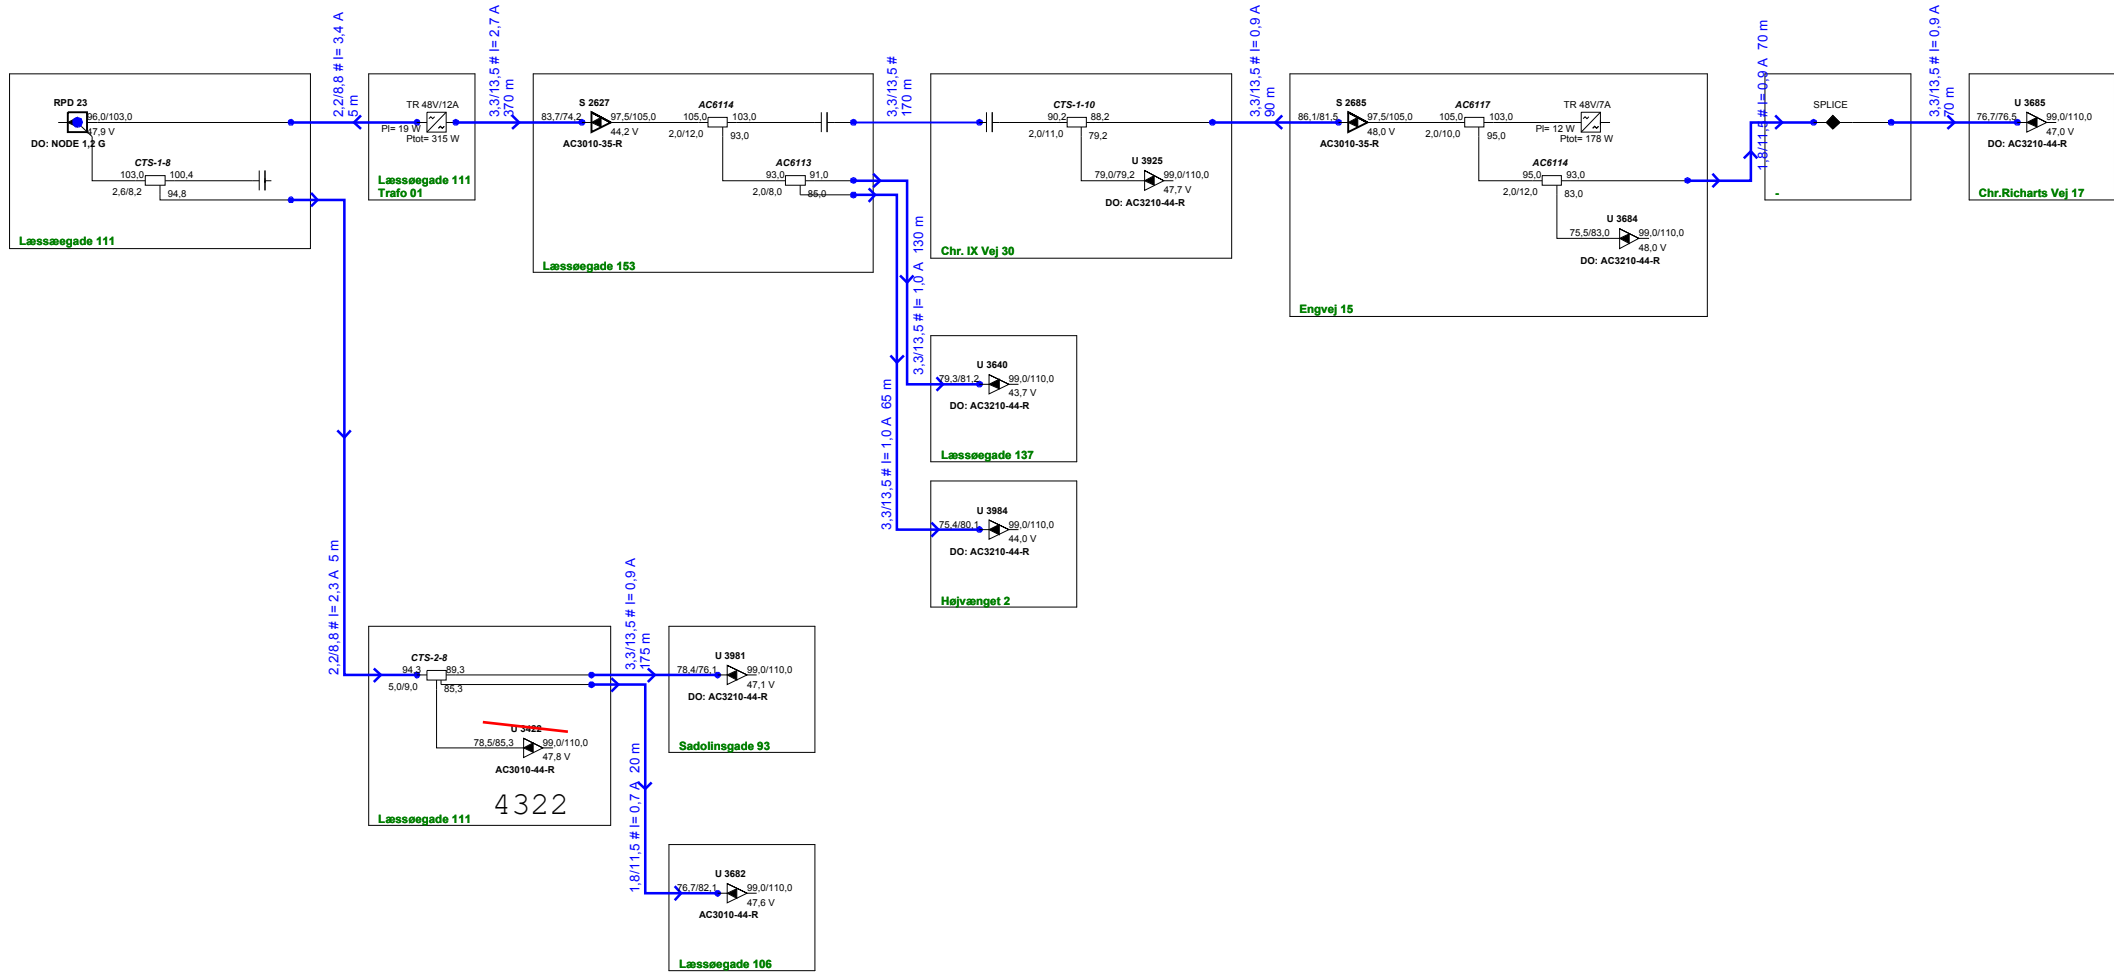 2,2/8,8 # I= 3,4 A
5 m
3,3/13,5 # I= 2,7 A
370 m
3,3/13,5 #
170 m
3,3/13,5 # I= 0,9 A
90 m
1,8/11,5 # I= 0,9 A  70 m
3,3/13,5 # I= 0,9 A
70 m
RPD 23
96,0/103,0
47,9 V
DO: NODE 1,2 G
CTS-1-8
103,0
100,4
2,6/8,2
94,8
Læssæegade 111
TR 48V/12A
PI= 19 W
Ptot= 315 W
Læssøegade 111
Trafo 01
S 2627
83,7/74,2
97,5/105,0
44,2 V
AC3010-35-R
AC6114
105,0
103,0
2,0/12,0
93,0
AC6113
93,0
91,0
2,0/8,0
85,0
Læssøegade 153
CTS-1-10
90,2
88,2
2,0/11,0
79,2
U 3925
79,0/79,2
99,0/110,0
47,7 V
DO: AC3210-44-R
Chr. IX Vej 30
S 2685
86,1/81,5
97,5/105,0
48,0 V
AC3010-35-R
AC6117
105,0
103,0
2,0/10,0
95,0
TR 48V/7A
PI= 12 W
Ptot= 178 W
AC6114
95,0
93,0
2,0/12,0
83,0
U 3684
75,5/83,0
99,0/110,0
48,0 V
DO: AC3210-44-R
Engvej 15
SPLICE
-
U 3685
76,7/76,5
99,0/110,0
47,0 V
DO: AC3210-44-R
Chr.Richarts Vej 17
3,3/13,5 # I= 1,0 A  130 m
3,3/13,5 # I= 1,0 A  65 m
U 3640
79,3/81,2
99,0/110,0
43,7 V
DO: AC3210-44-R
Læssøegade 137
U 3984
75,4/80,1
99,0/110,0
44,0 V
DO: AC3210-44-R
Højvænget 2
2,2/8,8 # I= 2,3 A  5 m
CTS-2-8
94,3
89,3
5,0/9,0
85,3
U 3422
78,5/85,3
99,0/110,0
47,8 V
AC3010-44-R
4322
Læssøegade 111
3,3/13,5 # I= 0,9 A
175 m
1,8/11,5 # I= 0,7 A  20 m
U 3981
78,4/76,1
99,0/110,0
47,1 V
DO: AC3210-44-R
Sadolinsgade 93
U 3682
76,7/82,1
99,0/110,0
47,6 V
AC3010-44-R
Læssøegade 106